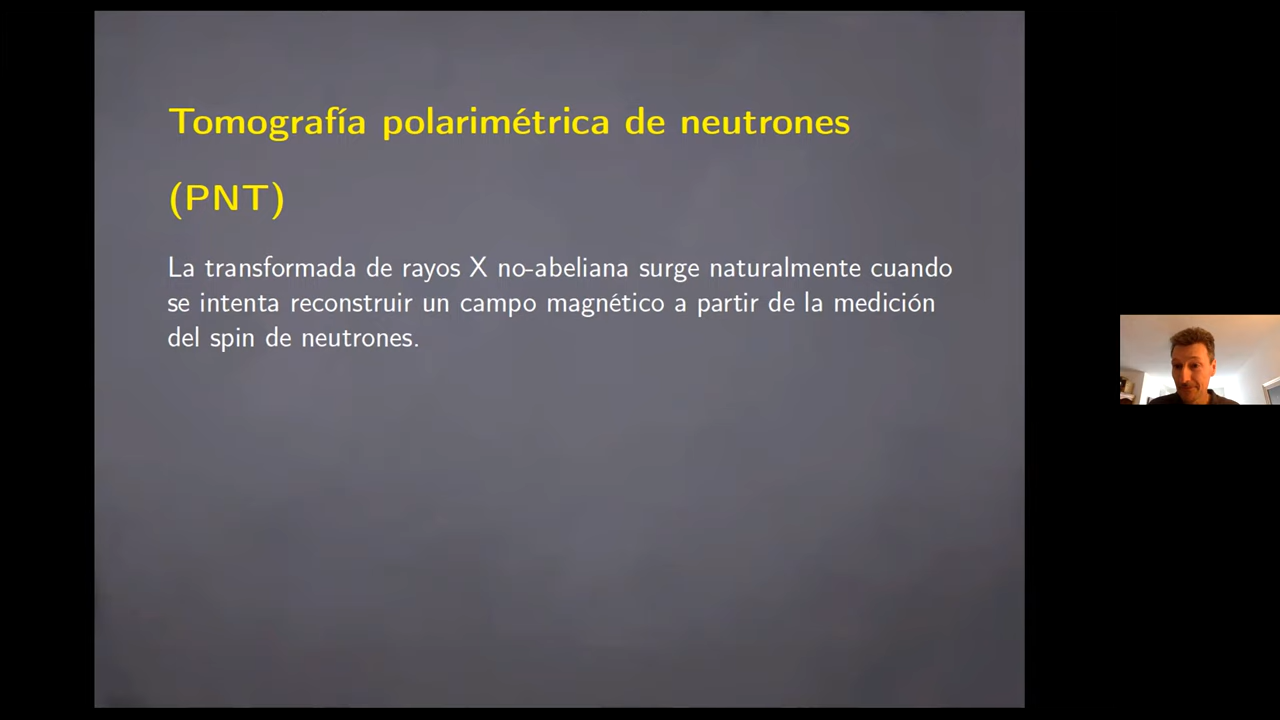 Tomografía polarimétrica de neutrones
(PNT)
La transformada de rayos X no-abeliana surge naturalmente cuando
se intenta reconstruir un campo magnético a partir de la medición
del spin de neutrones.